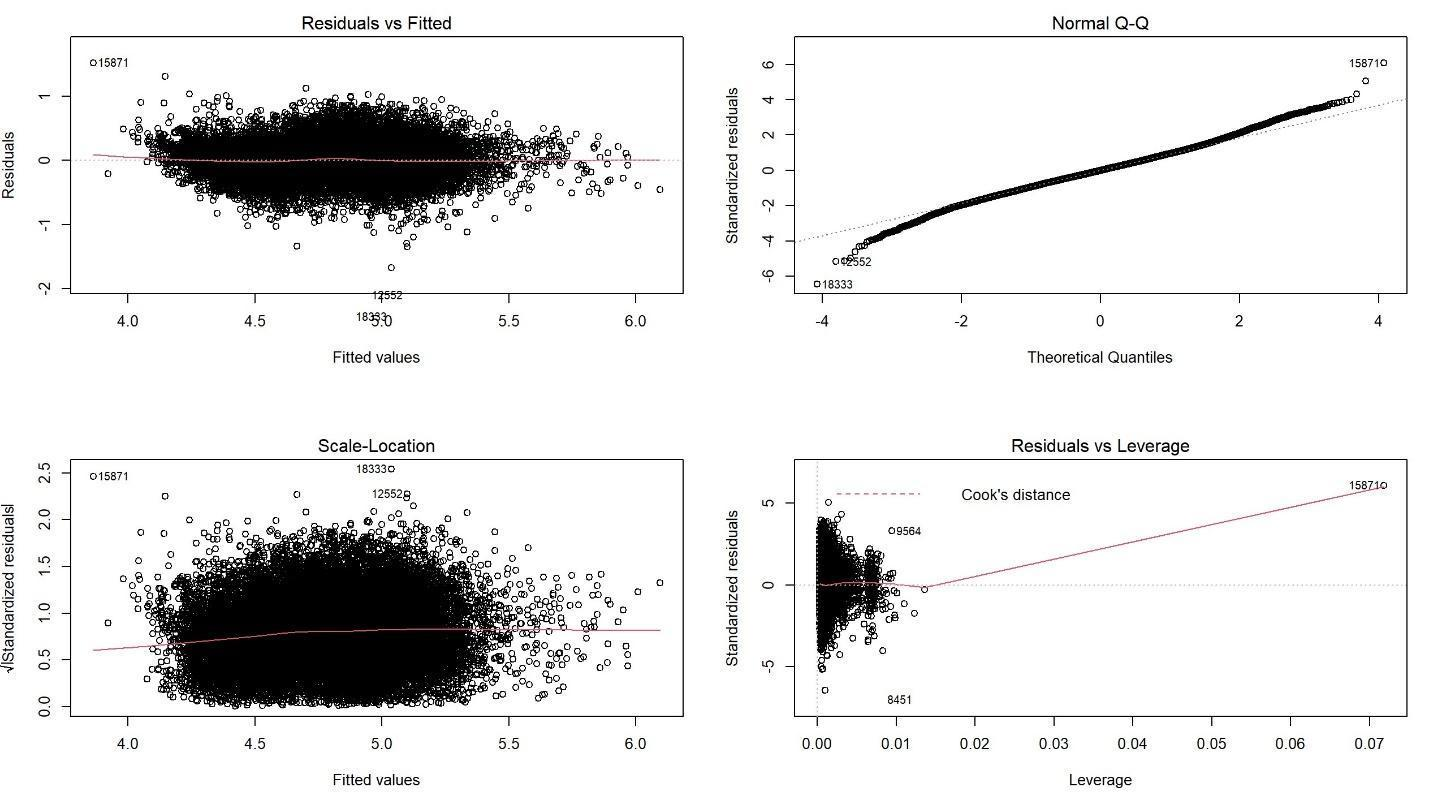 Residuals vs Fitted
Residuals
15871
12552
18333
1
0
-1
-2
4.0 4.5 5.0 5.5 6.0
Fitted values
Normal Q-Q
Standardized residuals
15871
12552
18333
6
4
2
0
-2
-4
-6
-4 -2 0 2 4
Theoretical Quantiles
Scale-Location
√|Standardized residuals|
15871
18333
12552
2.5
2.0
1.5
1.0
0.5
0.0
4.0 4.5 5.0 5.5 6.0
Fitted values
Residuals vs Leverage
Standardized residuals
Cook's distance
15871
9564
8451
5
0
-5
0.00 0.01 0.02 0.03 0.04 0.05 0.06 0.07
Leverage